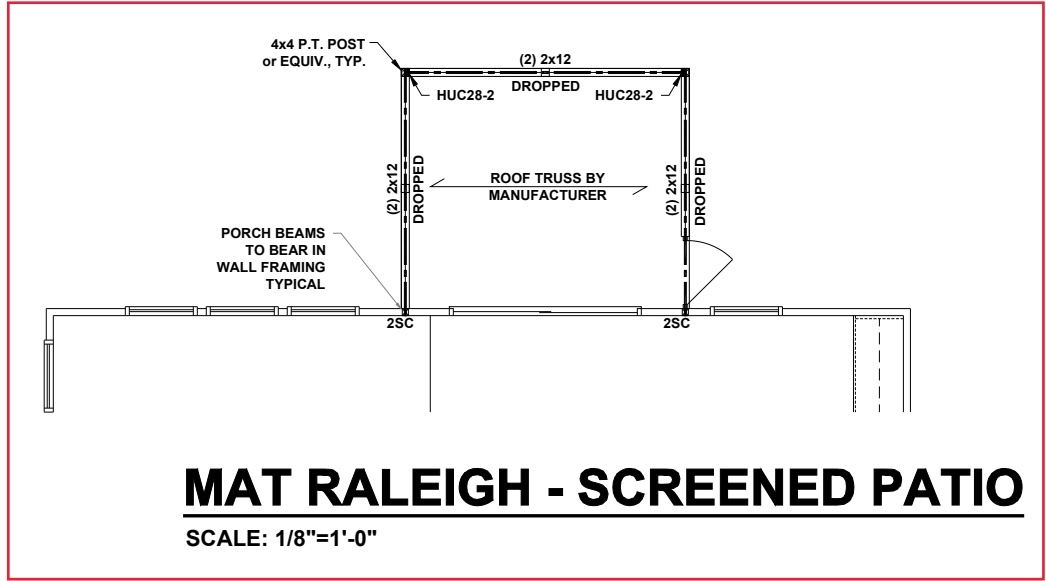 4x4 P.T. POST
or EQUIV., TYP.
(2) 2x12
DROPPED
HUC28-2
HUC28-2
(2) 2x12
DROPPED
ROOF TRUSS BY
MANUFACTURER
(2) 2x12
DROPPED
PORCH BEAMS
TO BEAR IN
WALL FRAMING
TYPICAL
2SC
2SC
MAT RALEIGH - SCREENED PATIO
SCALE: 1/8"=1'-0"